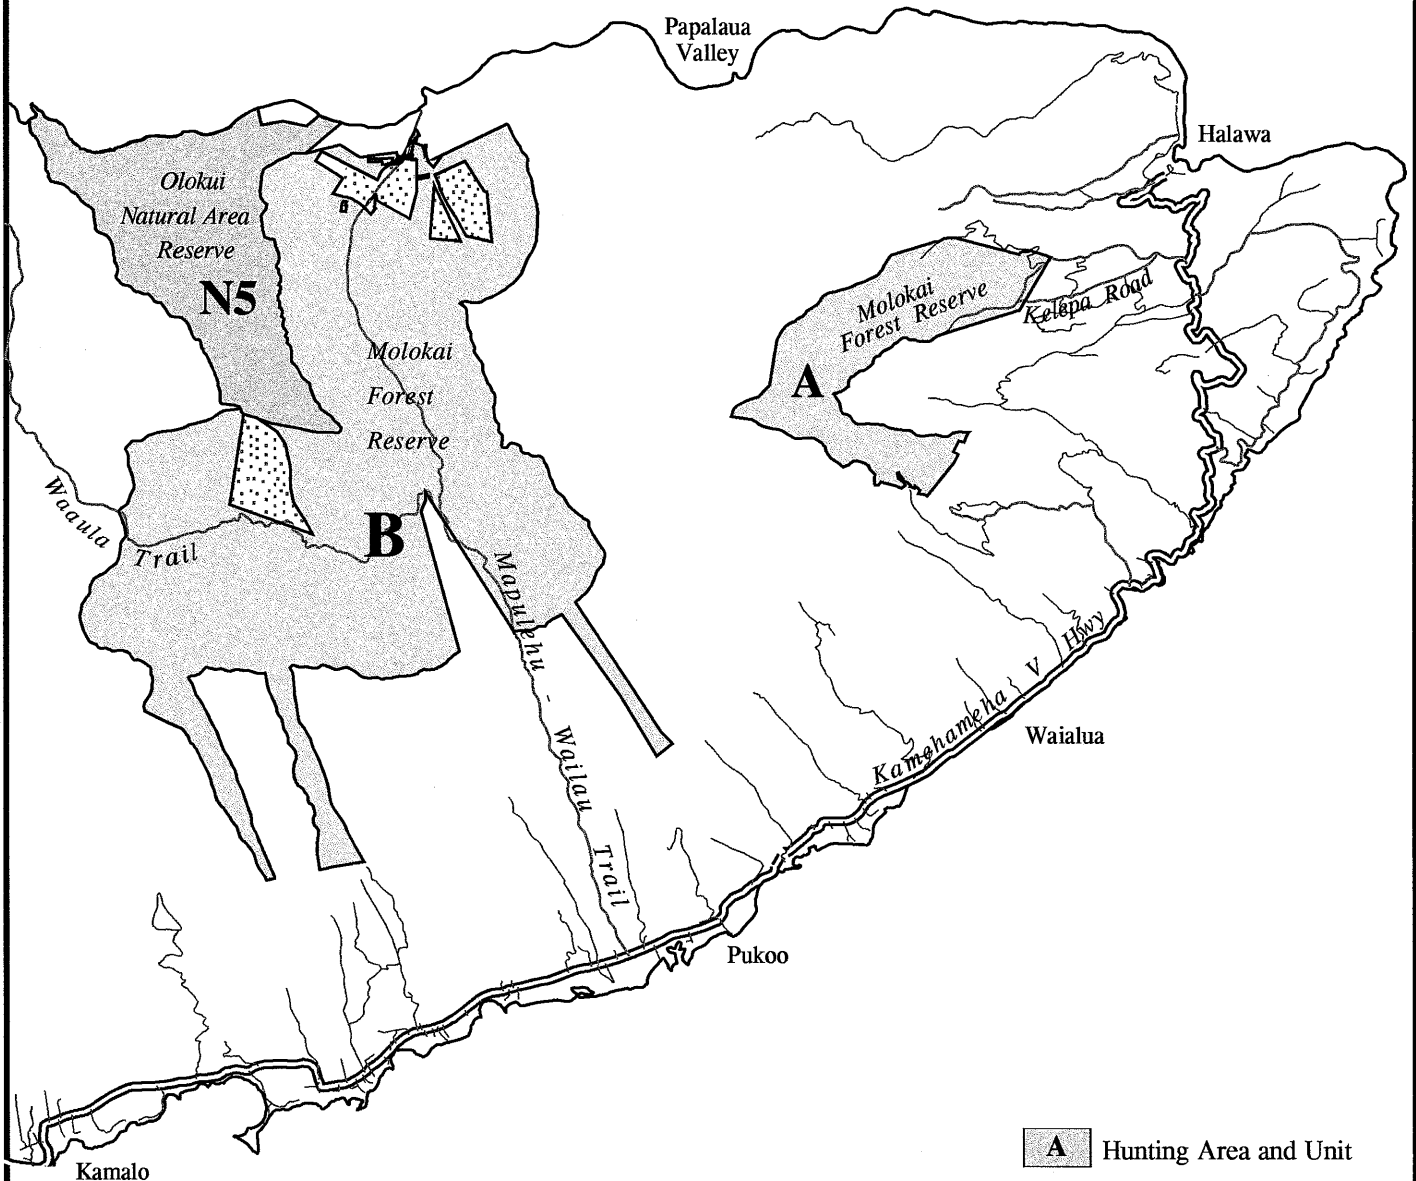 Papalaua
Valley
Halawa
Olokui
Natural Area
Reserve
N5
Molokai
Forest Reserve
Kelepa Road
A
Molokai
Forest
Reserve
Waaula
Trail
B
Mapulehu - Wailau Trail
Kamehameha V Hwy
Waialua
Pukoo
Kamalo
A Hunting Area and Unit